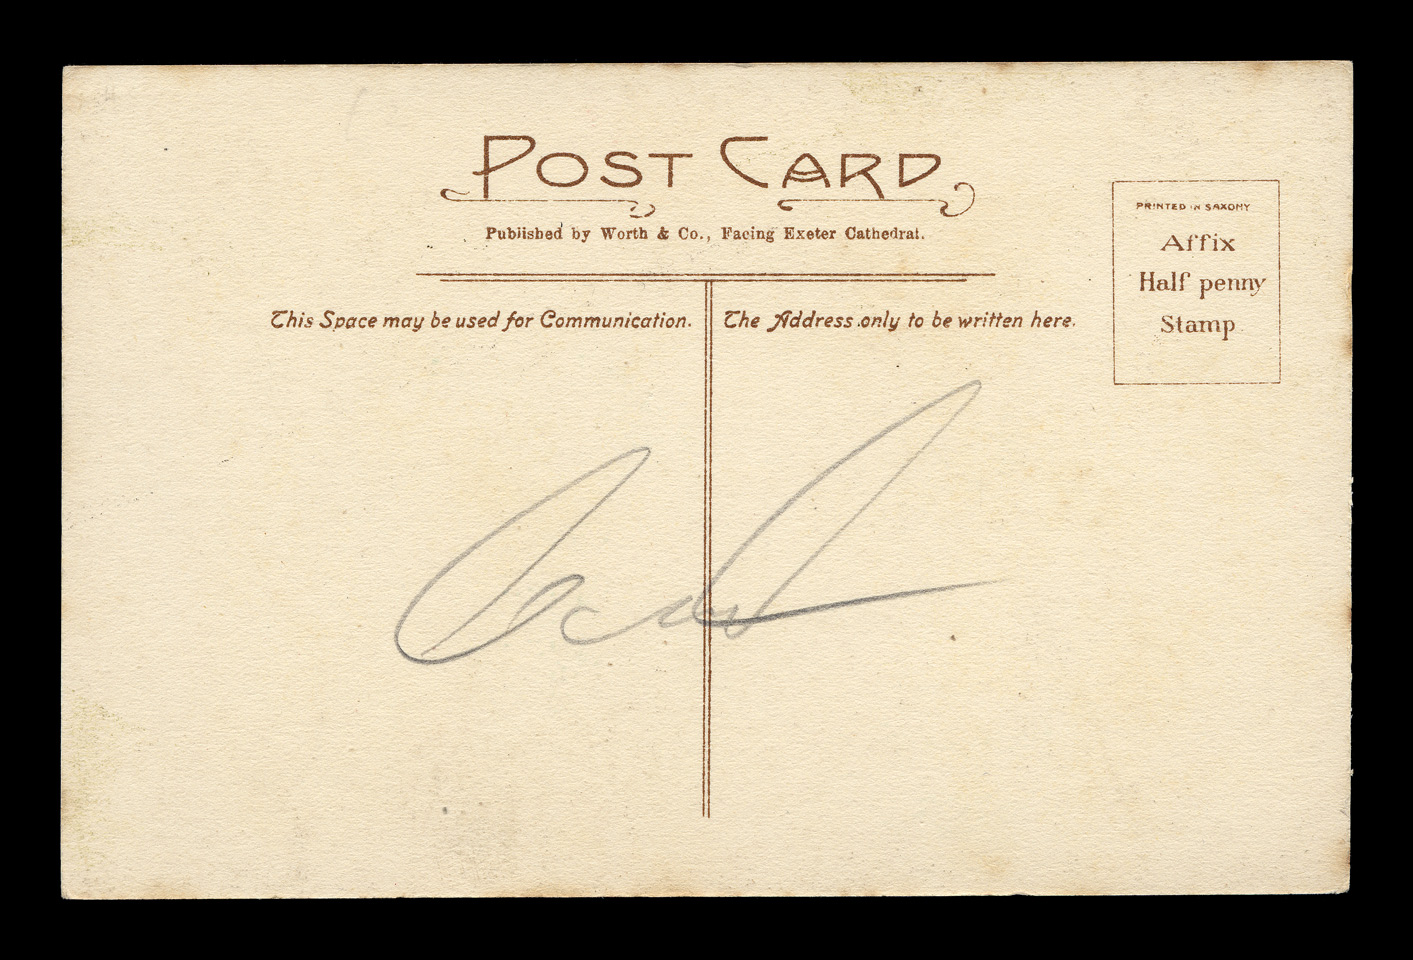 POST CARD
Published by Worth & Co., Facing Exeter Cathedral.
This Space may be used for Communication.
The Address only to be written here.
PRINTED IN SAXONY
Affix
Half penny
Stamp